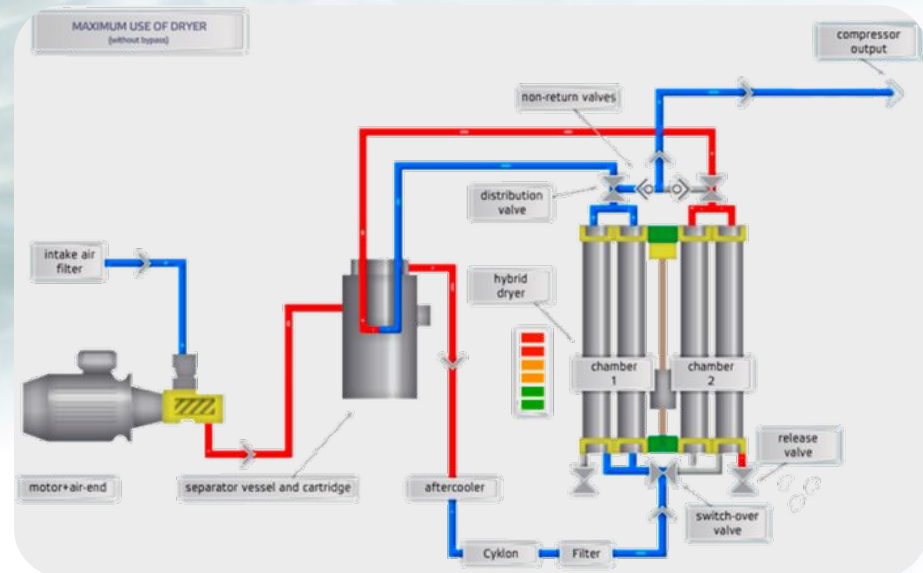 MAXIMUM USE OF DRYER
(without bypass)
compressor
output
non-return valves
distribution
valve
intake air
filter
hybrid
dryer
chamber
1
chamber
2
release
valve
motor+air-end
separator vessel and cartridge
aftercooler
switch-over
valve
Cyklon
Filter